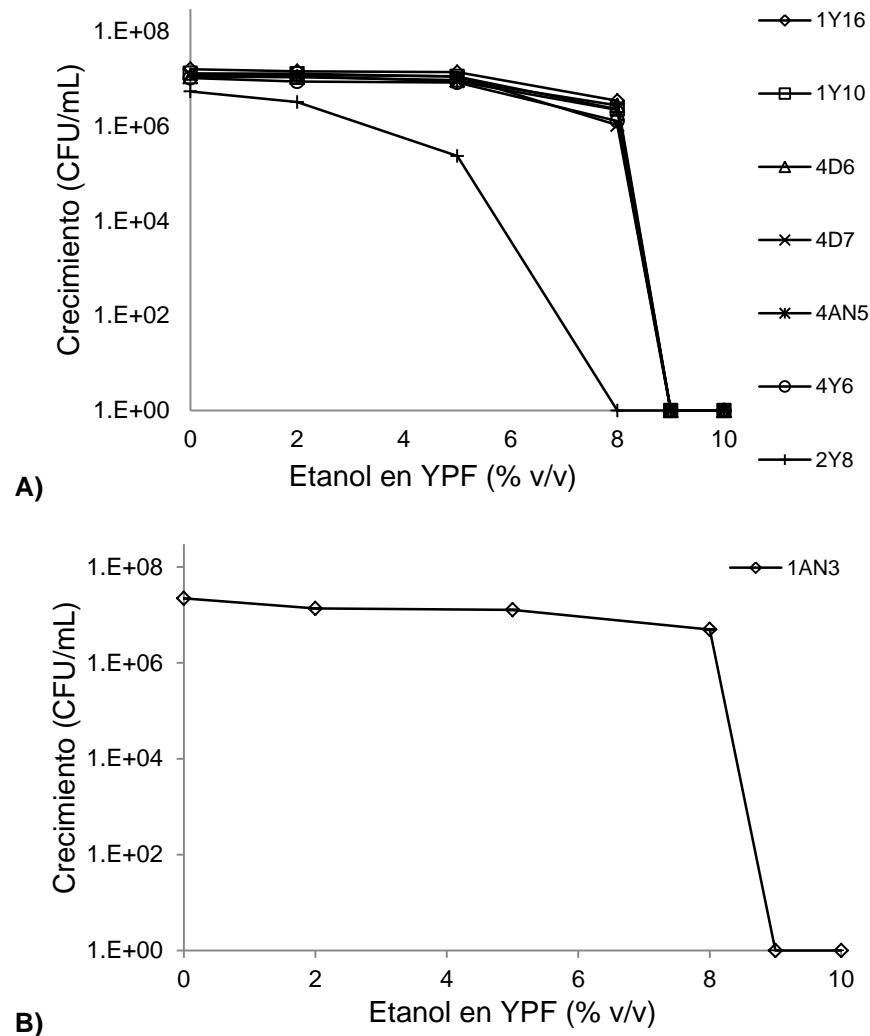 Crecimiento (CFU/mL)
1.E+08
1.E+06
1.E+04
1.E+02
1.E+00
0 2 4 6 8 10
Etanol en YPF (% v/v)
1Y16
1Y10
4D6
4D7
4AN5
4Y6
2Y8
A)
Crecimiento (CFU/mL)
1.E+08
1.E+06
1.E+04
1.E+02
1.E+00
0 2 4 6 8 10
Etanol en YPF (% v/v)
1AN3
B)